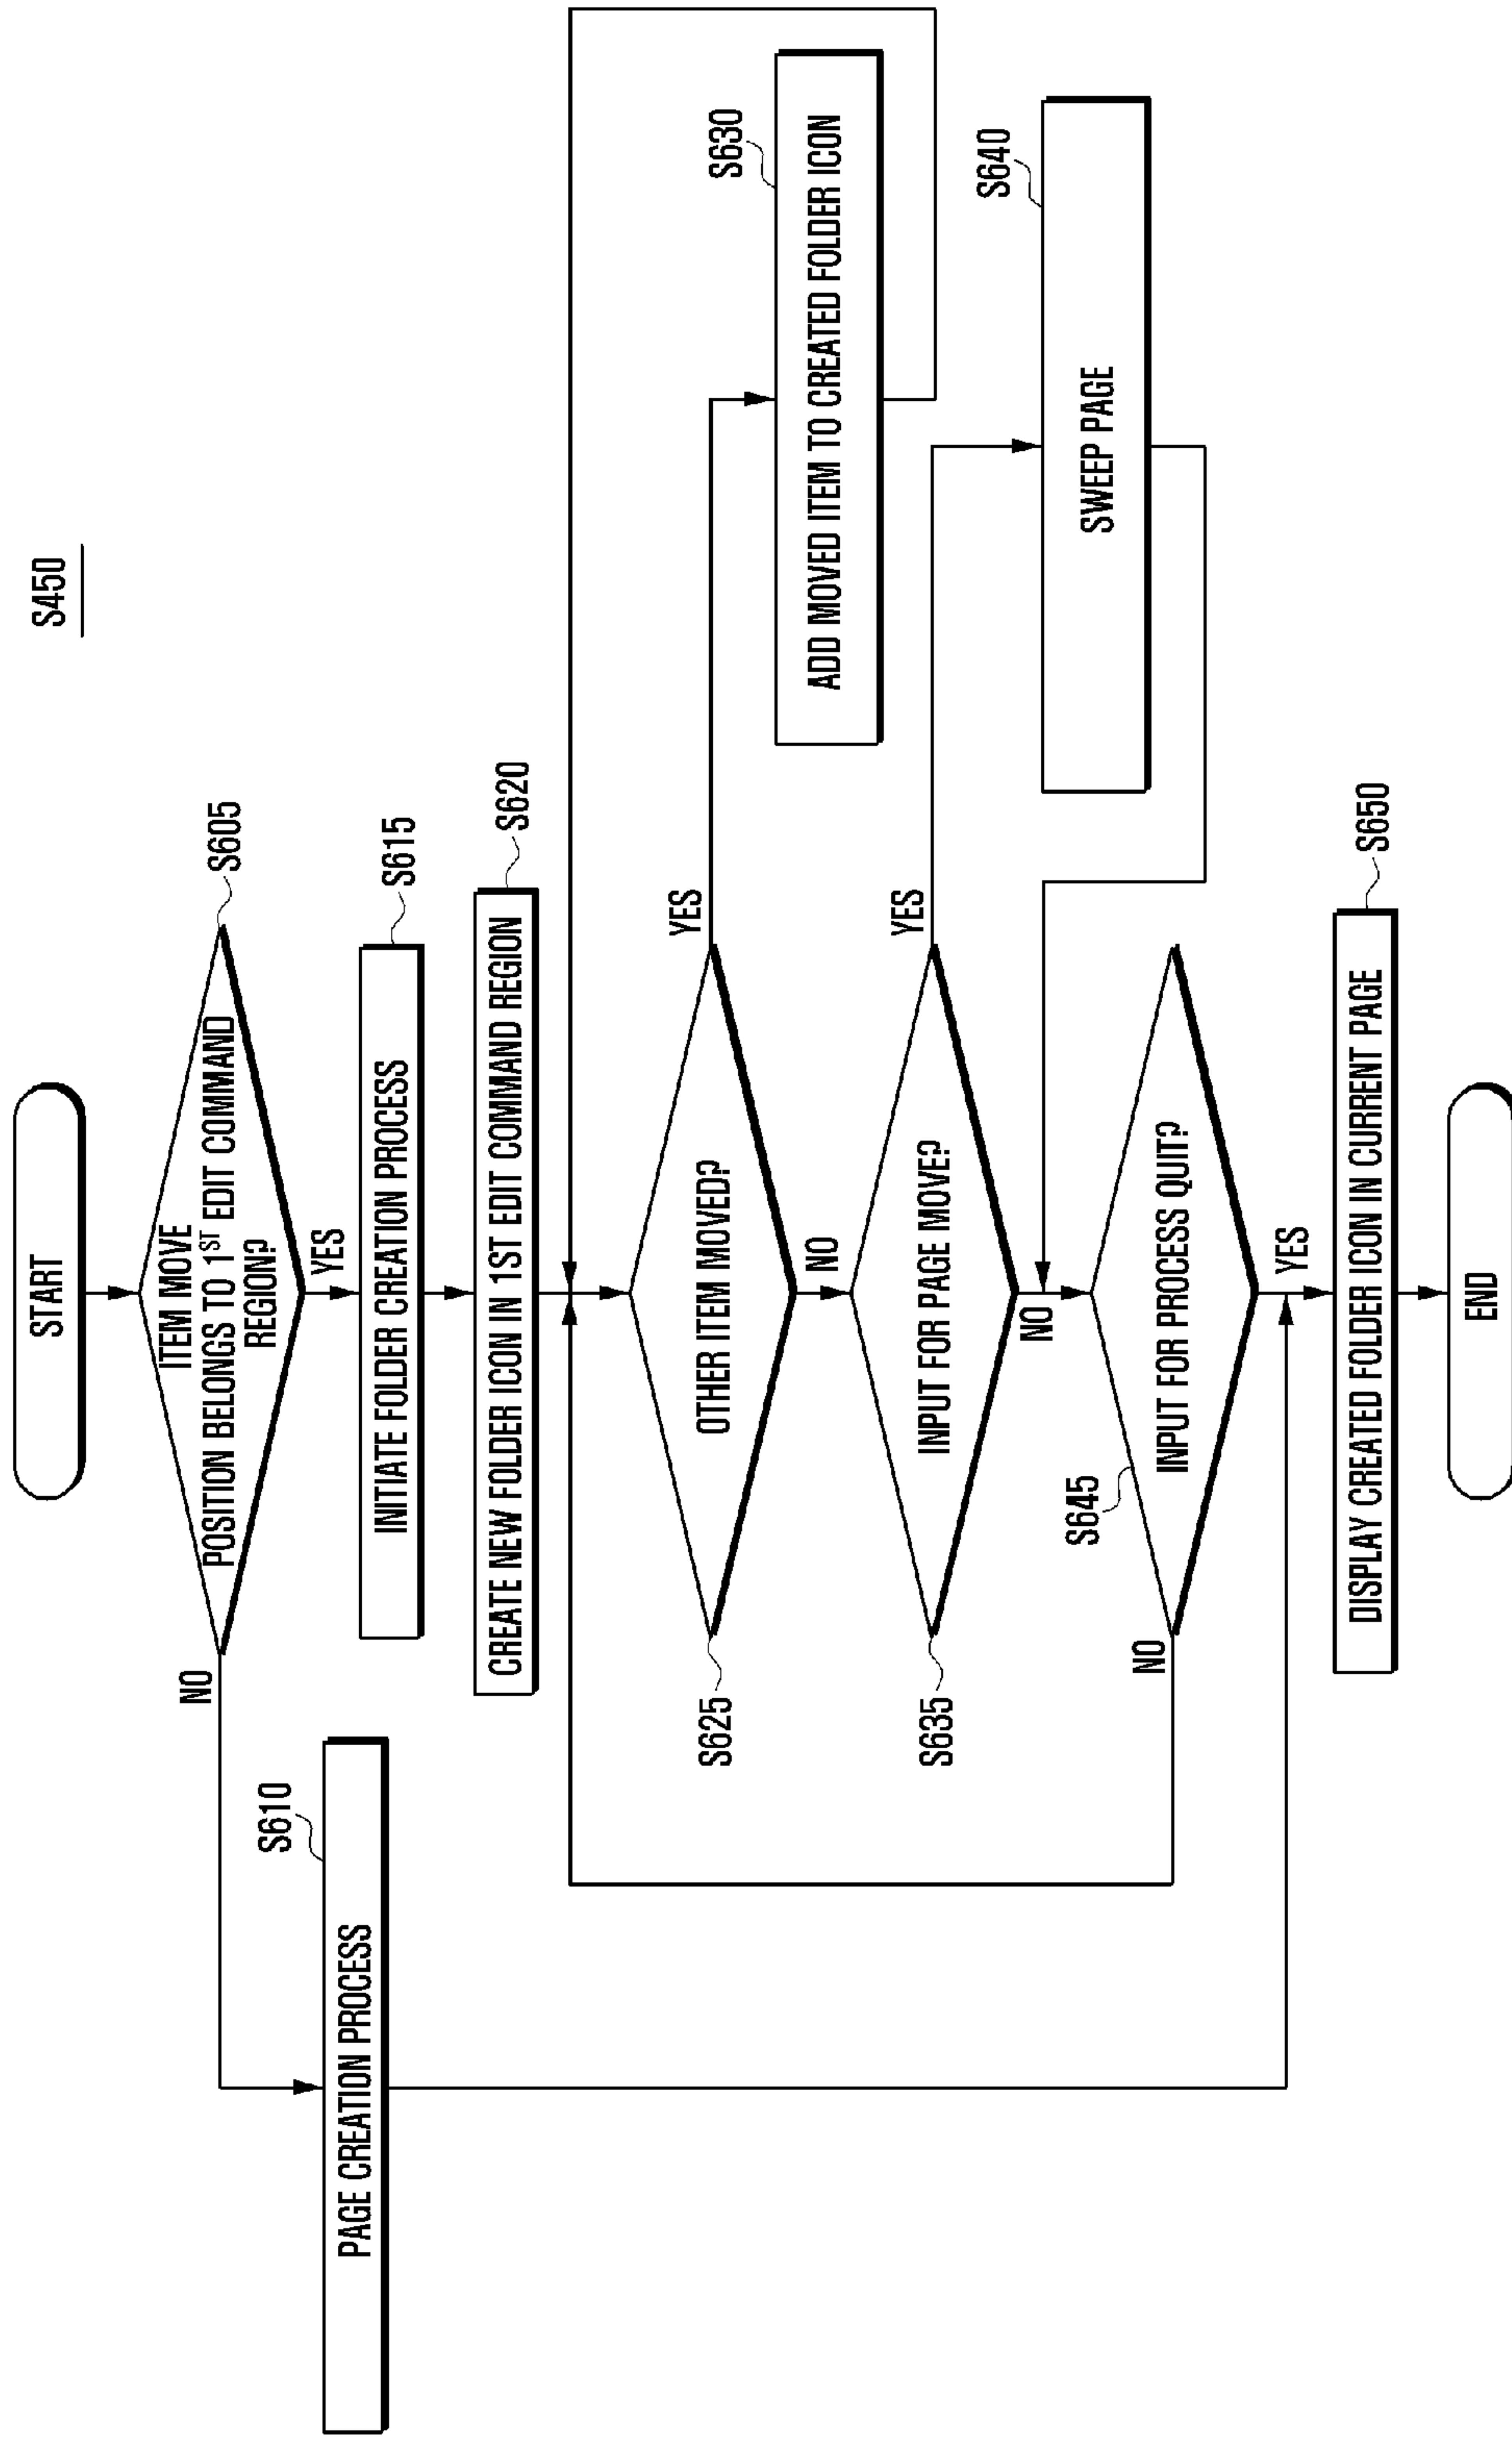 S450
START
ITEM MOVE
POSITION BELONGS TO 1ST EDIT COMMAND
REGION?
S605
NO
YES
S610
PAGE CREATION PROCESS
INITIATE FOLDER CREATION PROCESS
S615
CREATE NEW FOLDER ICON IN 1ST EDIT COMMAND REGION
S620
OTHER ITEM MOVED?
S625
YES
NO
S630
ADD MOVED ITEM TO CREATED FOLDER ICON
INPUT FOR PAGE MOVE?
S635
YES
NO
S640
SWEEP PAGE
S645
INPUT FOR PROCESS QUIT?
NO
YES
DISPLAY CREATED FOLDER ICON IN CURRENT PAGE
S650
END